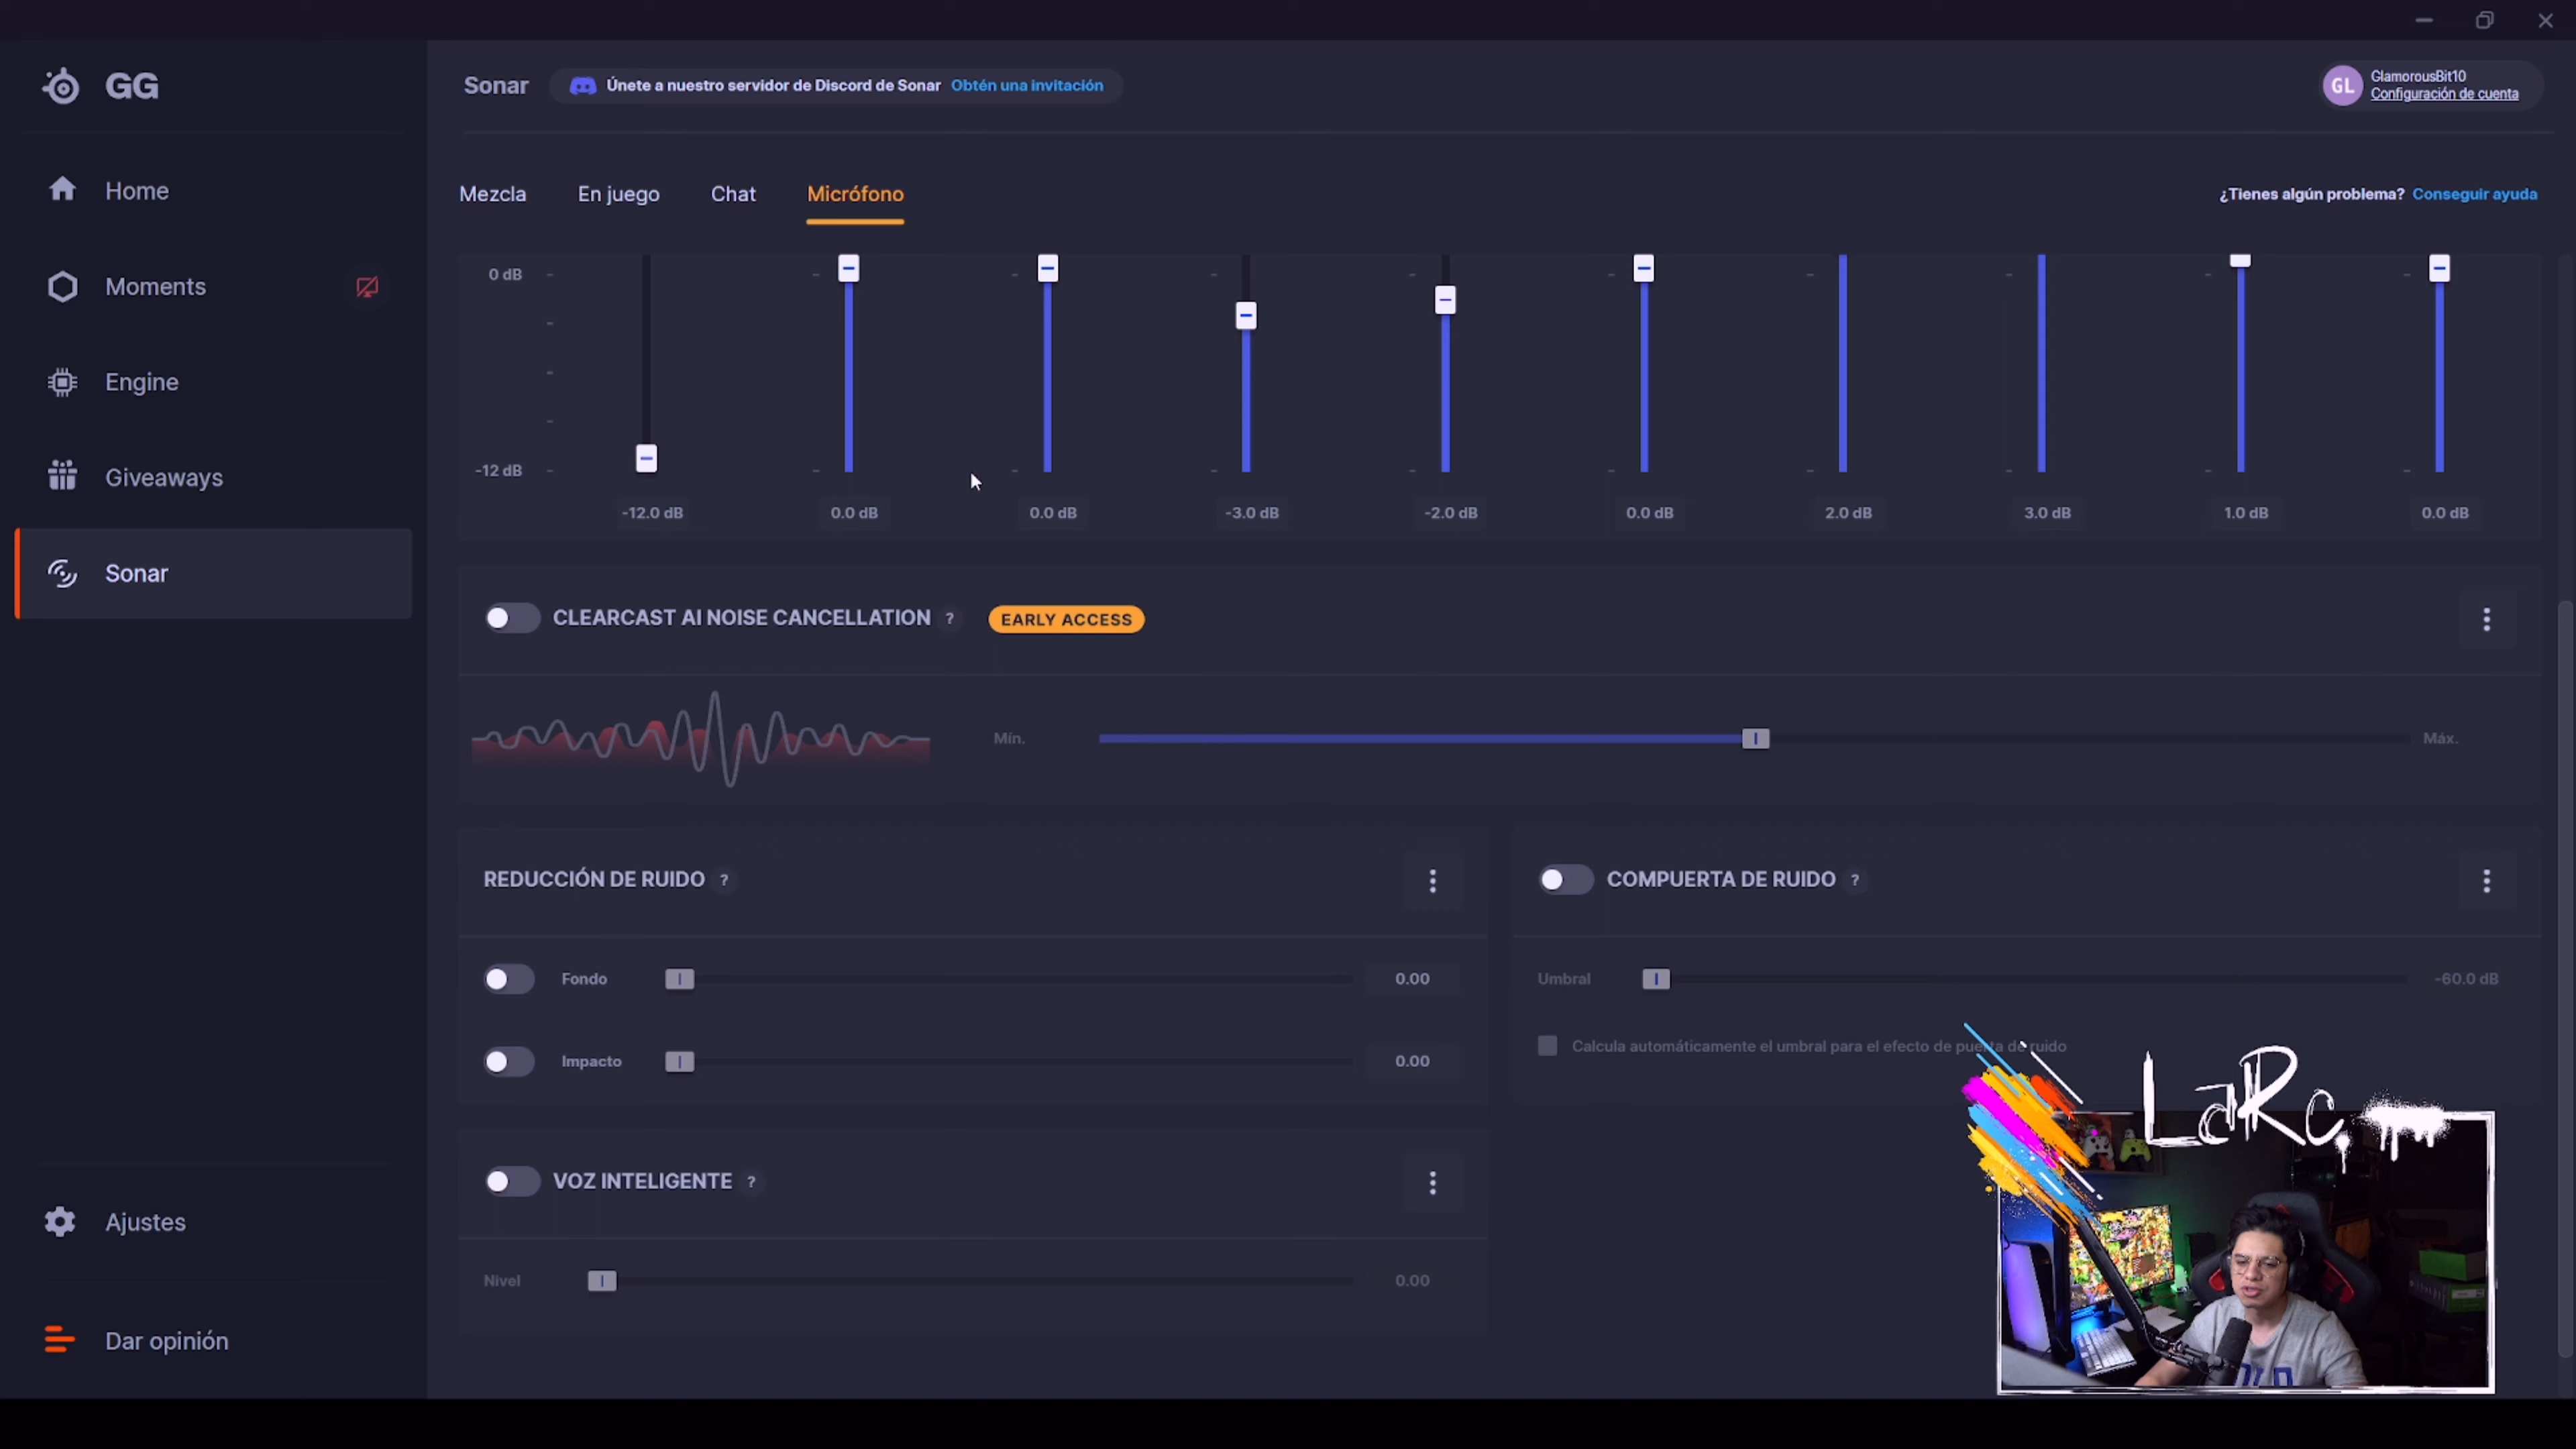 GG
Sonar
Únete a nuestro servidor de Discord de Sonar Obtén una invitación
GL
GlamorousBit10
Configuración de cuenta
Home
Moments
Engine
Giveaways
Sonar
Ajustes
Dar opinión
Mezcla
En juego
Chat
Micrófono
¿Tienes algún problema? Conseguir ayuda
0 dB
-12 dB
-12.0 dB
0.0 dB
0.0 dB
-3.0 dB
-2.0 dB
0.0 dB
2.0 dB
3.0 dB
1.0 dB
0.0 dB
CLEARCAST AI NOISE CANCELLATION ?
EARLY ACCESS
Mín.
Máx.
REDUCCIÓN DE RUIDO ?
Fondo
0.00
Impacto
0.00
COMPUERTA DE RUIDO ?
Umbral
-60.0 dB
Calcula automáticamente el umbral para el efecto de puerta de ruido
VOZ INTELIGENTE ?
Nivel
0.00
LaRc.